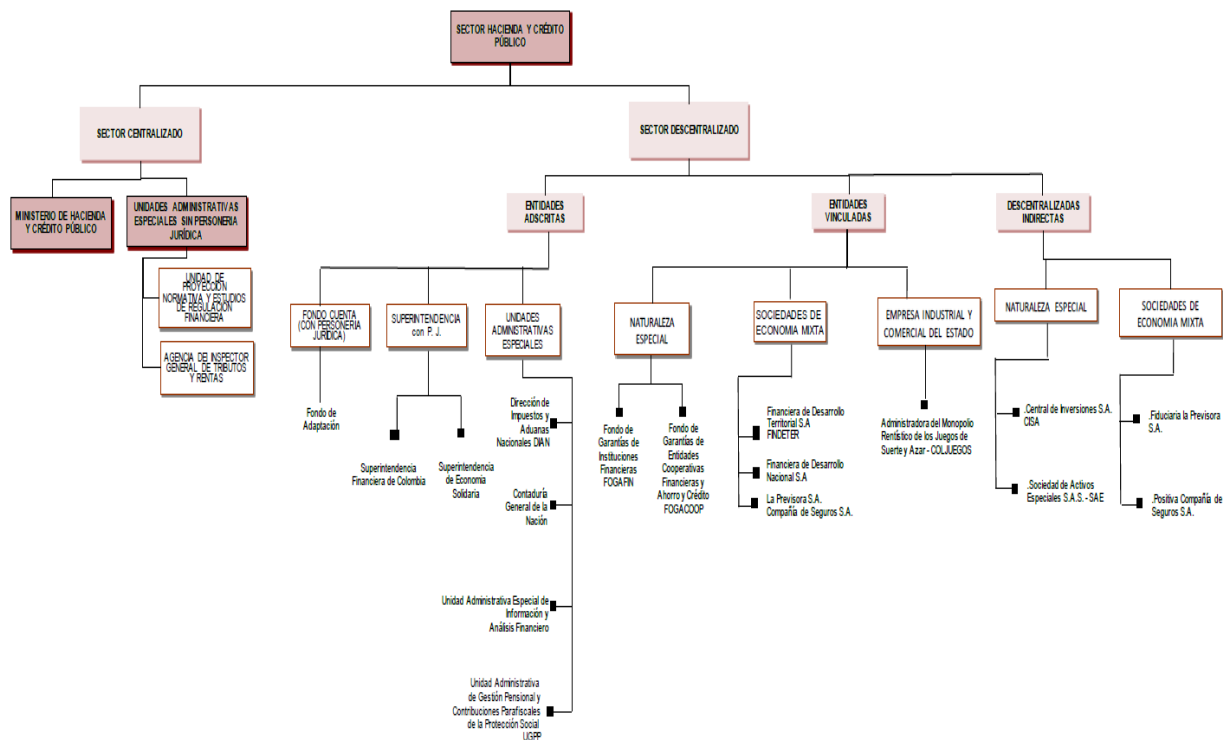 SECTOR HACIENDA Y CRÉDITO
PÚBLICO
SECTOR CENTRALIZADO
SECTOR DESCENTRALIZADO
MINISTERIO DE HACIENDA
Y CRÉDITO PÚBLICO
UNIDADES ADMINISTRATIVAS
ESPECIALES SIN PERSONERIA
JURÍDICA
ENTIDADES
ADSCRITAS
ENTIDADES
VINCULADAS
DESCENTRALIZADAS
INDIRECTAS
UNIDAD DE
PROYECCIÓN
NORMATIVA Y ESTUDIOS
DE REGULACIÓN
FINANCIERA
AGENCIA DEl INSPECTOR
GENERAL DE TRIBUTOS
Y RENTAS
FONDO CUENTA
(CON PERSONERIA
JURÍDICA)
SUPERINTENDENCIA
con P. J.
UNIDADES
ADMINISTRATIVAS
ESPECIALES
NATURALEZA
ESPECIAL
SOCIEDADES DE
ECONOMIA MIXTA
EMPRESA INDUSTRIAL Y
COMERCIAL DEL ESTADO
NATURALEZA ESPECIAL
SOCIEDADES
DE ECONOMIA MIXTA
Fondo de
Adaptación
Superintendencia
Financiera de Colombia
Superintendencia
de Economía
Solidaria
Dirección de
Impuestos y
Aduanas
Nacionales DIAN
Contaduría
General de la
Nación
Unidad Administrativa Especial de
Información y
Análisis Financiero
Unidad Administrativa
de Gestión Pensional y
Contribuciones Parafiscales
de la Protección Social
UGPP
Fondo de
Garantías de
Instituciones
Financieras
FOGAFIN
Fondo de
Garantías de
Entidades
Cooperativas
Financieras y
Ahorro y Crédito
FOGACOOP
Financiera de Desarrollo
Territorial S.A
FINDETER
Financiera de Desarrollo
Nacional S.A
La Previsora S.A.
Compañía de Seguros S.A.
Administradora del Monopolio
Rentístico de los Juegos de
Suerte y Azar - COLJUEGOS
.Central de Inversiones S.A.
CISA
.Sociedad de Activos
Especiales S.A.S.- SAE
.Fiduciaria la Previsora
S.A.
.Positiva Compañía de
Seguros S.A.